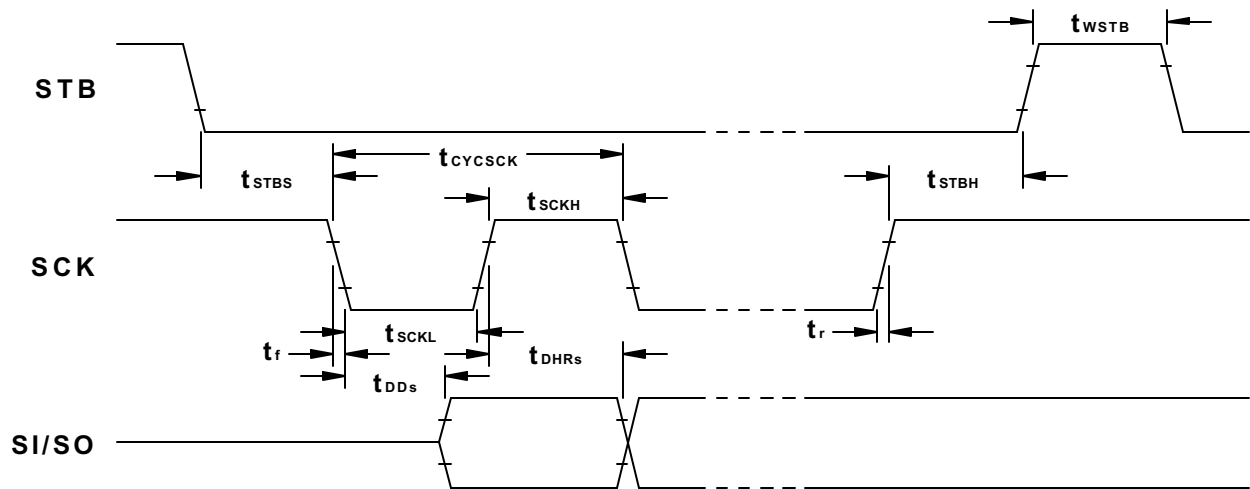 tWSTB
STB
tCYCSCK
tSTBS
tSTBH
tSCKH
SCK
tSCKL
tr
tf
tDHRs
tDDs
SI/SO